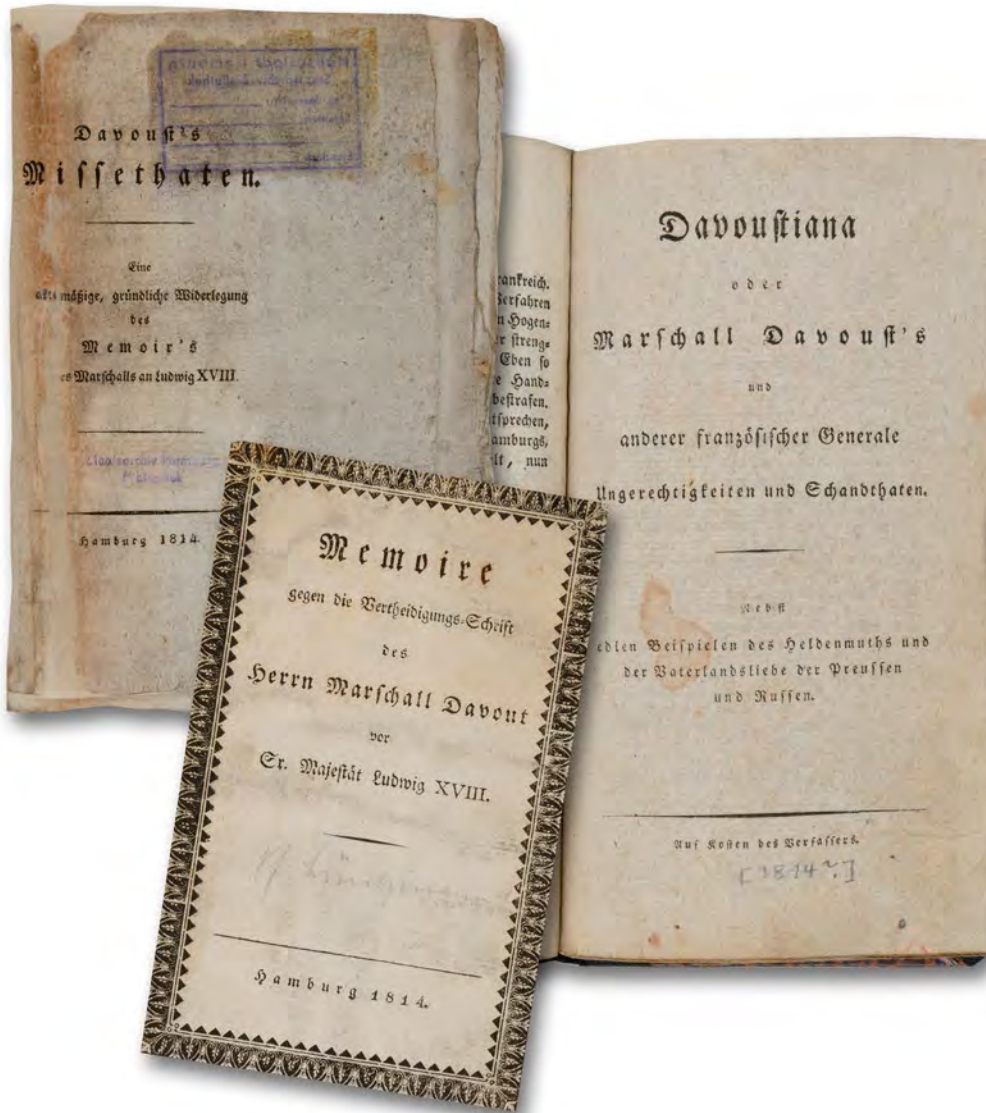 Davouſt's
Miſſethaten.
Eine
mäßige, gründliche Widerlegung
des
Memoir's
es Marſchalls an Ludwig XVIII.
Hamburg 1814.
rankreich.
Verfahren
n Hogen⸗
r ſtreng⸗
Eben ſo
e Hand⸗
beſtrafen.
tſprechen,
amburgs,
lt, nun
Davouſtiana
oder
Marſchall Davouſt's
und
anderer franzöſiſcher Generale
Ungerechtigkeiten und Schandthaten.
Nebſt
edlen Beiſpielen des Heldenmuths und
der Vaterlandsliebe der Preuſſen
und Ruſſen.
Auf Koſten des Verfaſſers.
[1814]
Memoire
gegen die Vertheidigungs⸗Schrift
des
Herrn Marſchall Davout
vor
Sr. Majeſtät Ludwig XVIII.
Hamburg 1814.